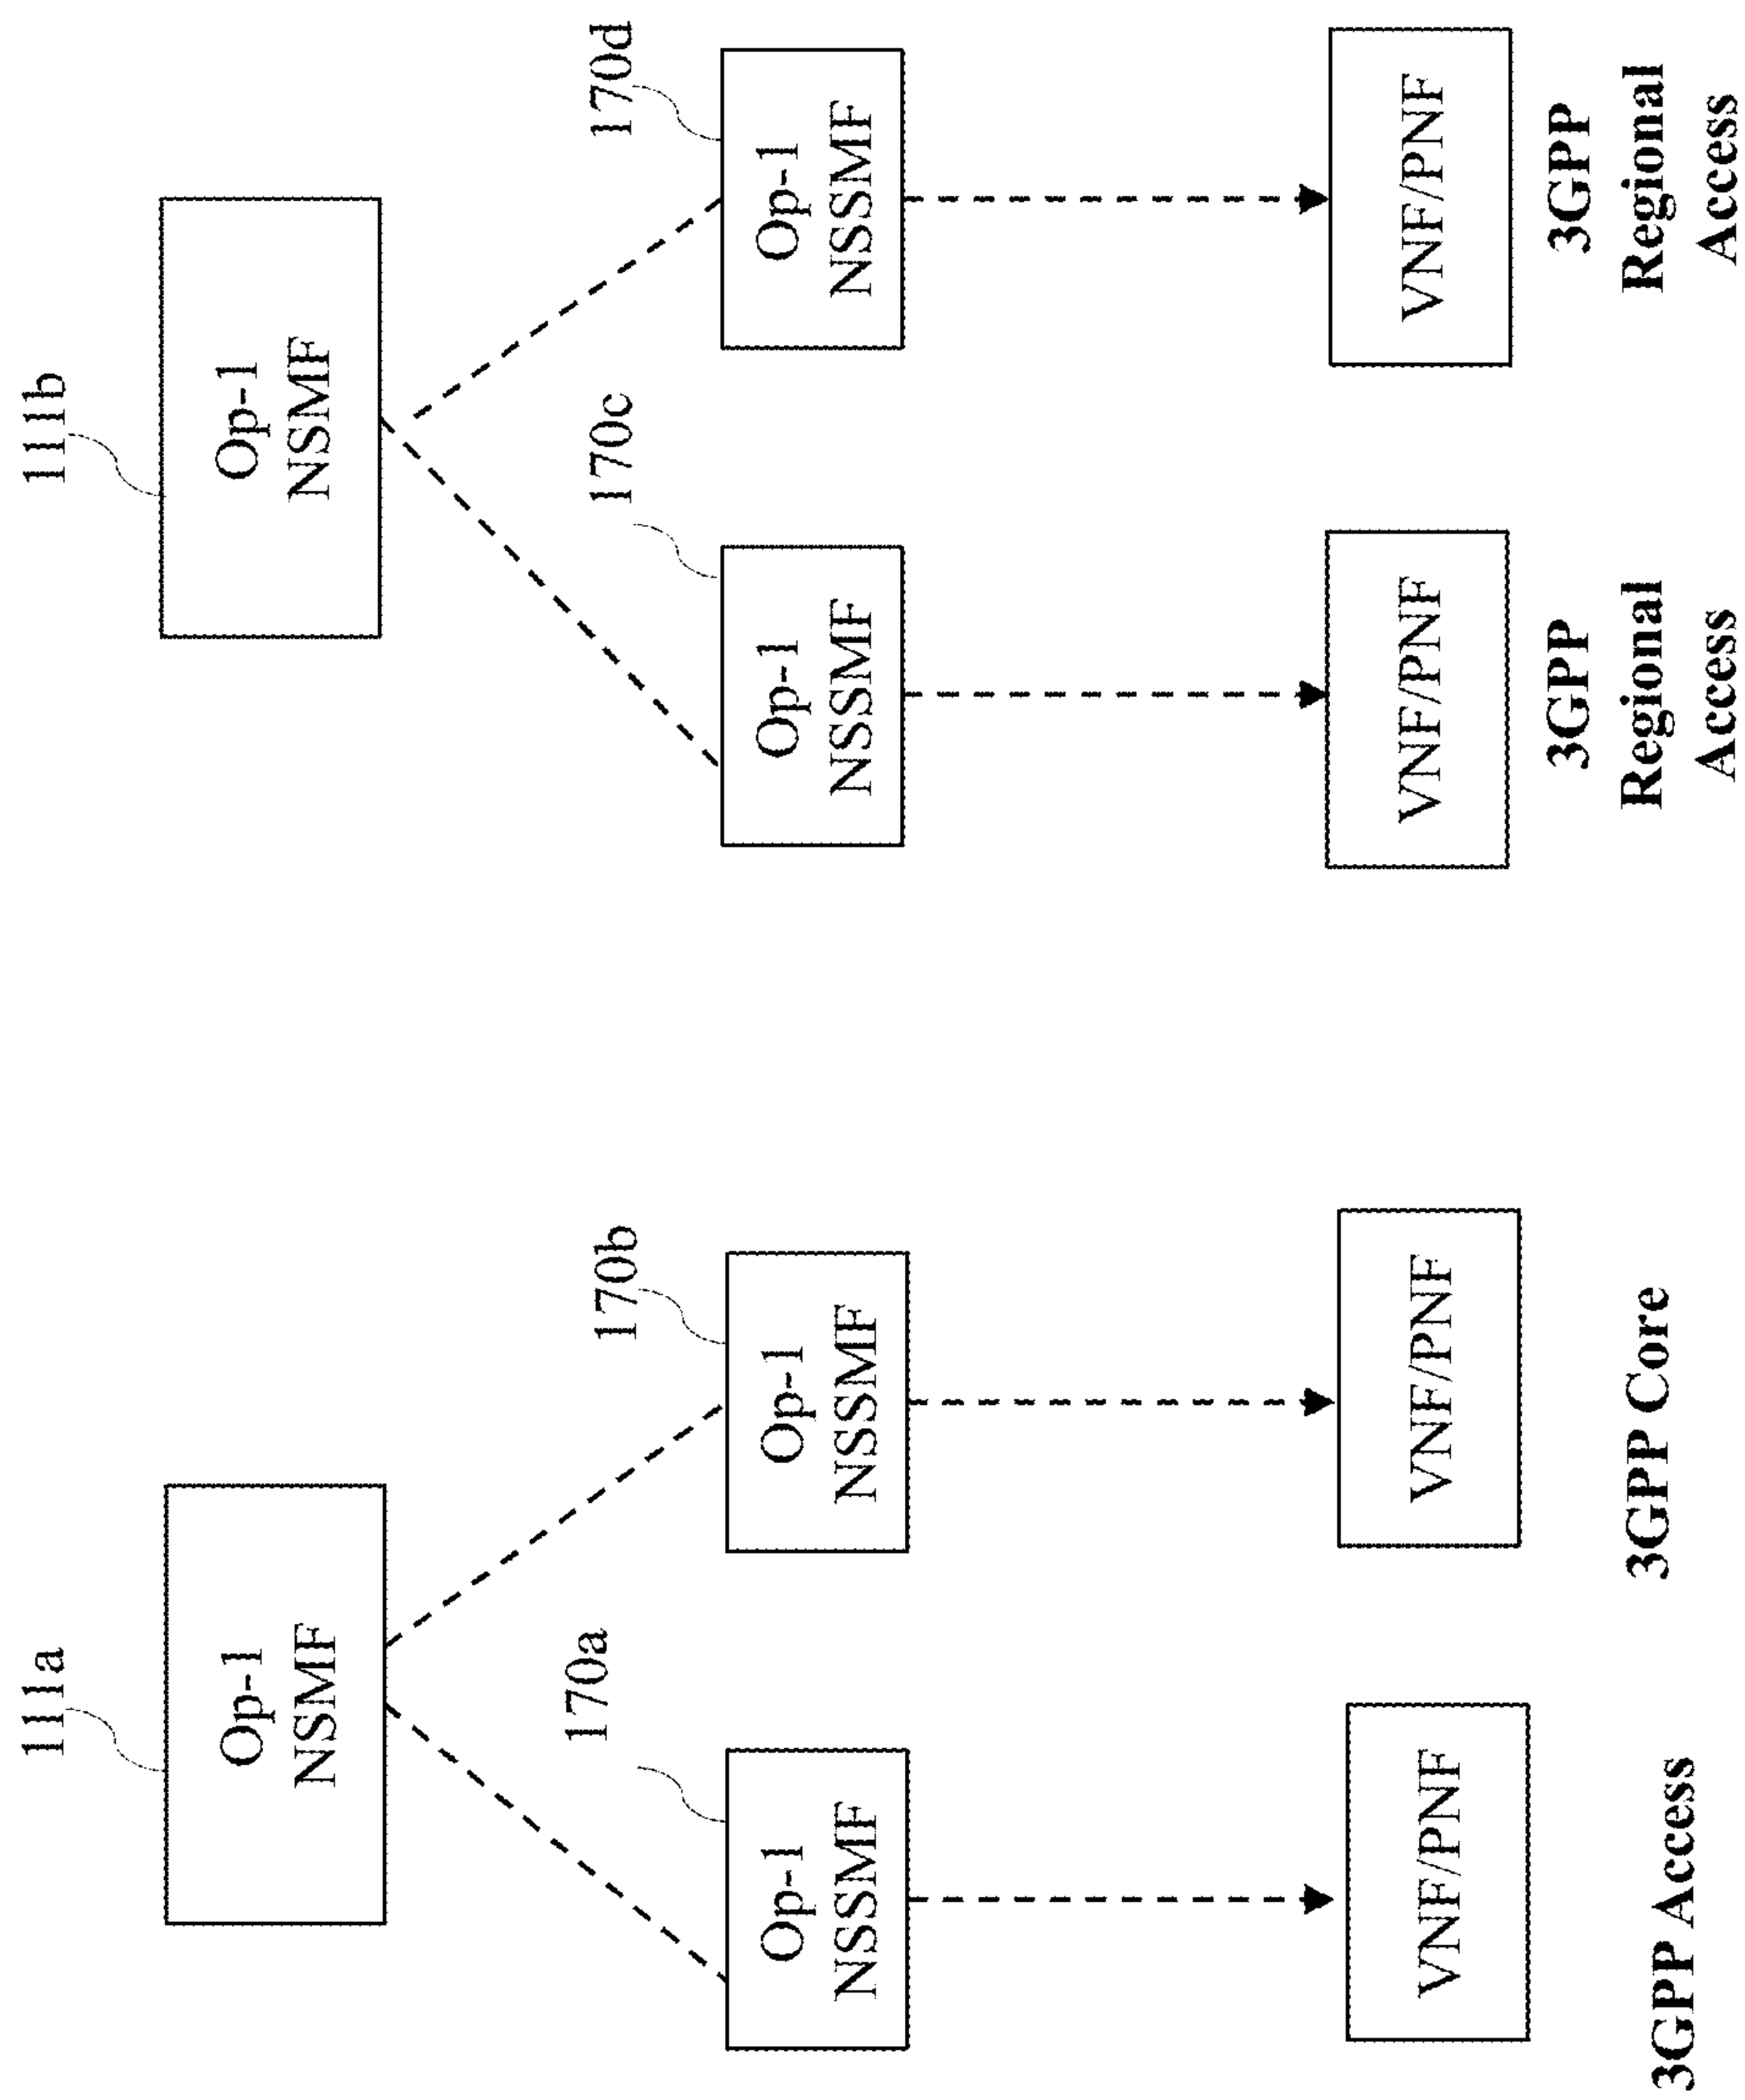 111a
Op-1
NSMF
170a
Op-1
NSSMF
170b
Op-1
NSSMF
VNF/PNF
3GPP Access
VNF/PNF
3GPP Core
111b
Op-1
NSMF
170c
Op-1
NSSMF
170d
Op-1
NSSMF
VNF/PNF
3GPP
Regional
Access
VNF/PNF
3GPP
Regional
Access